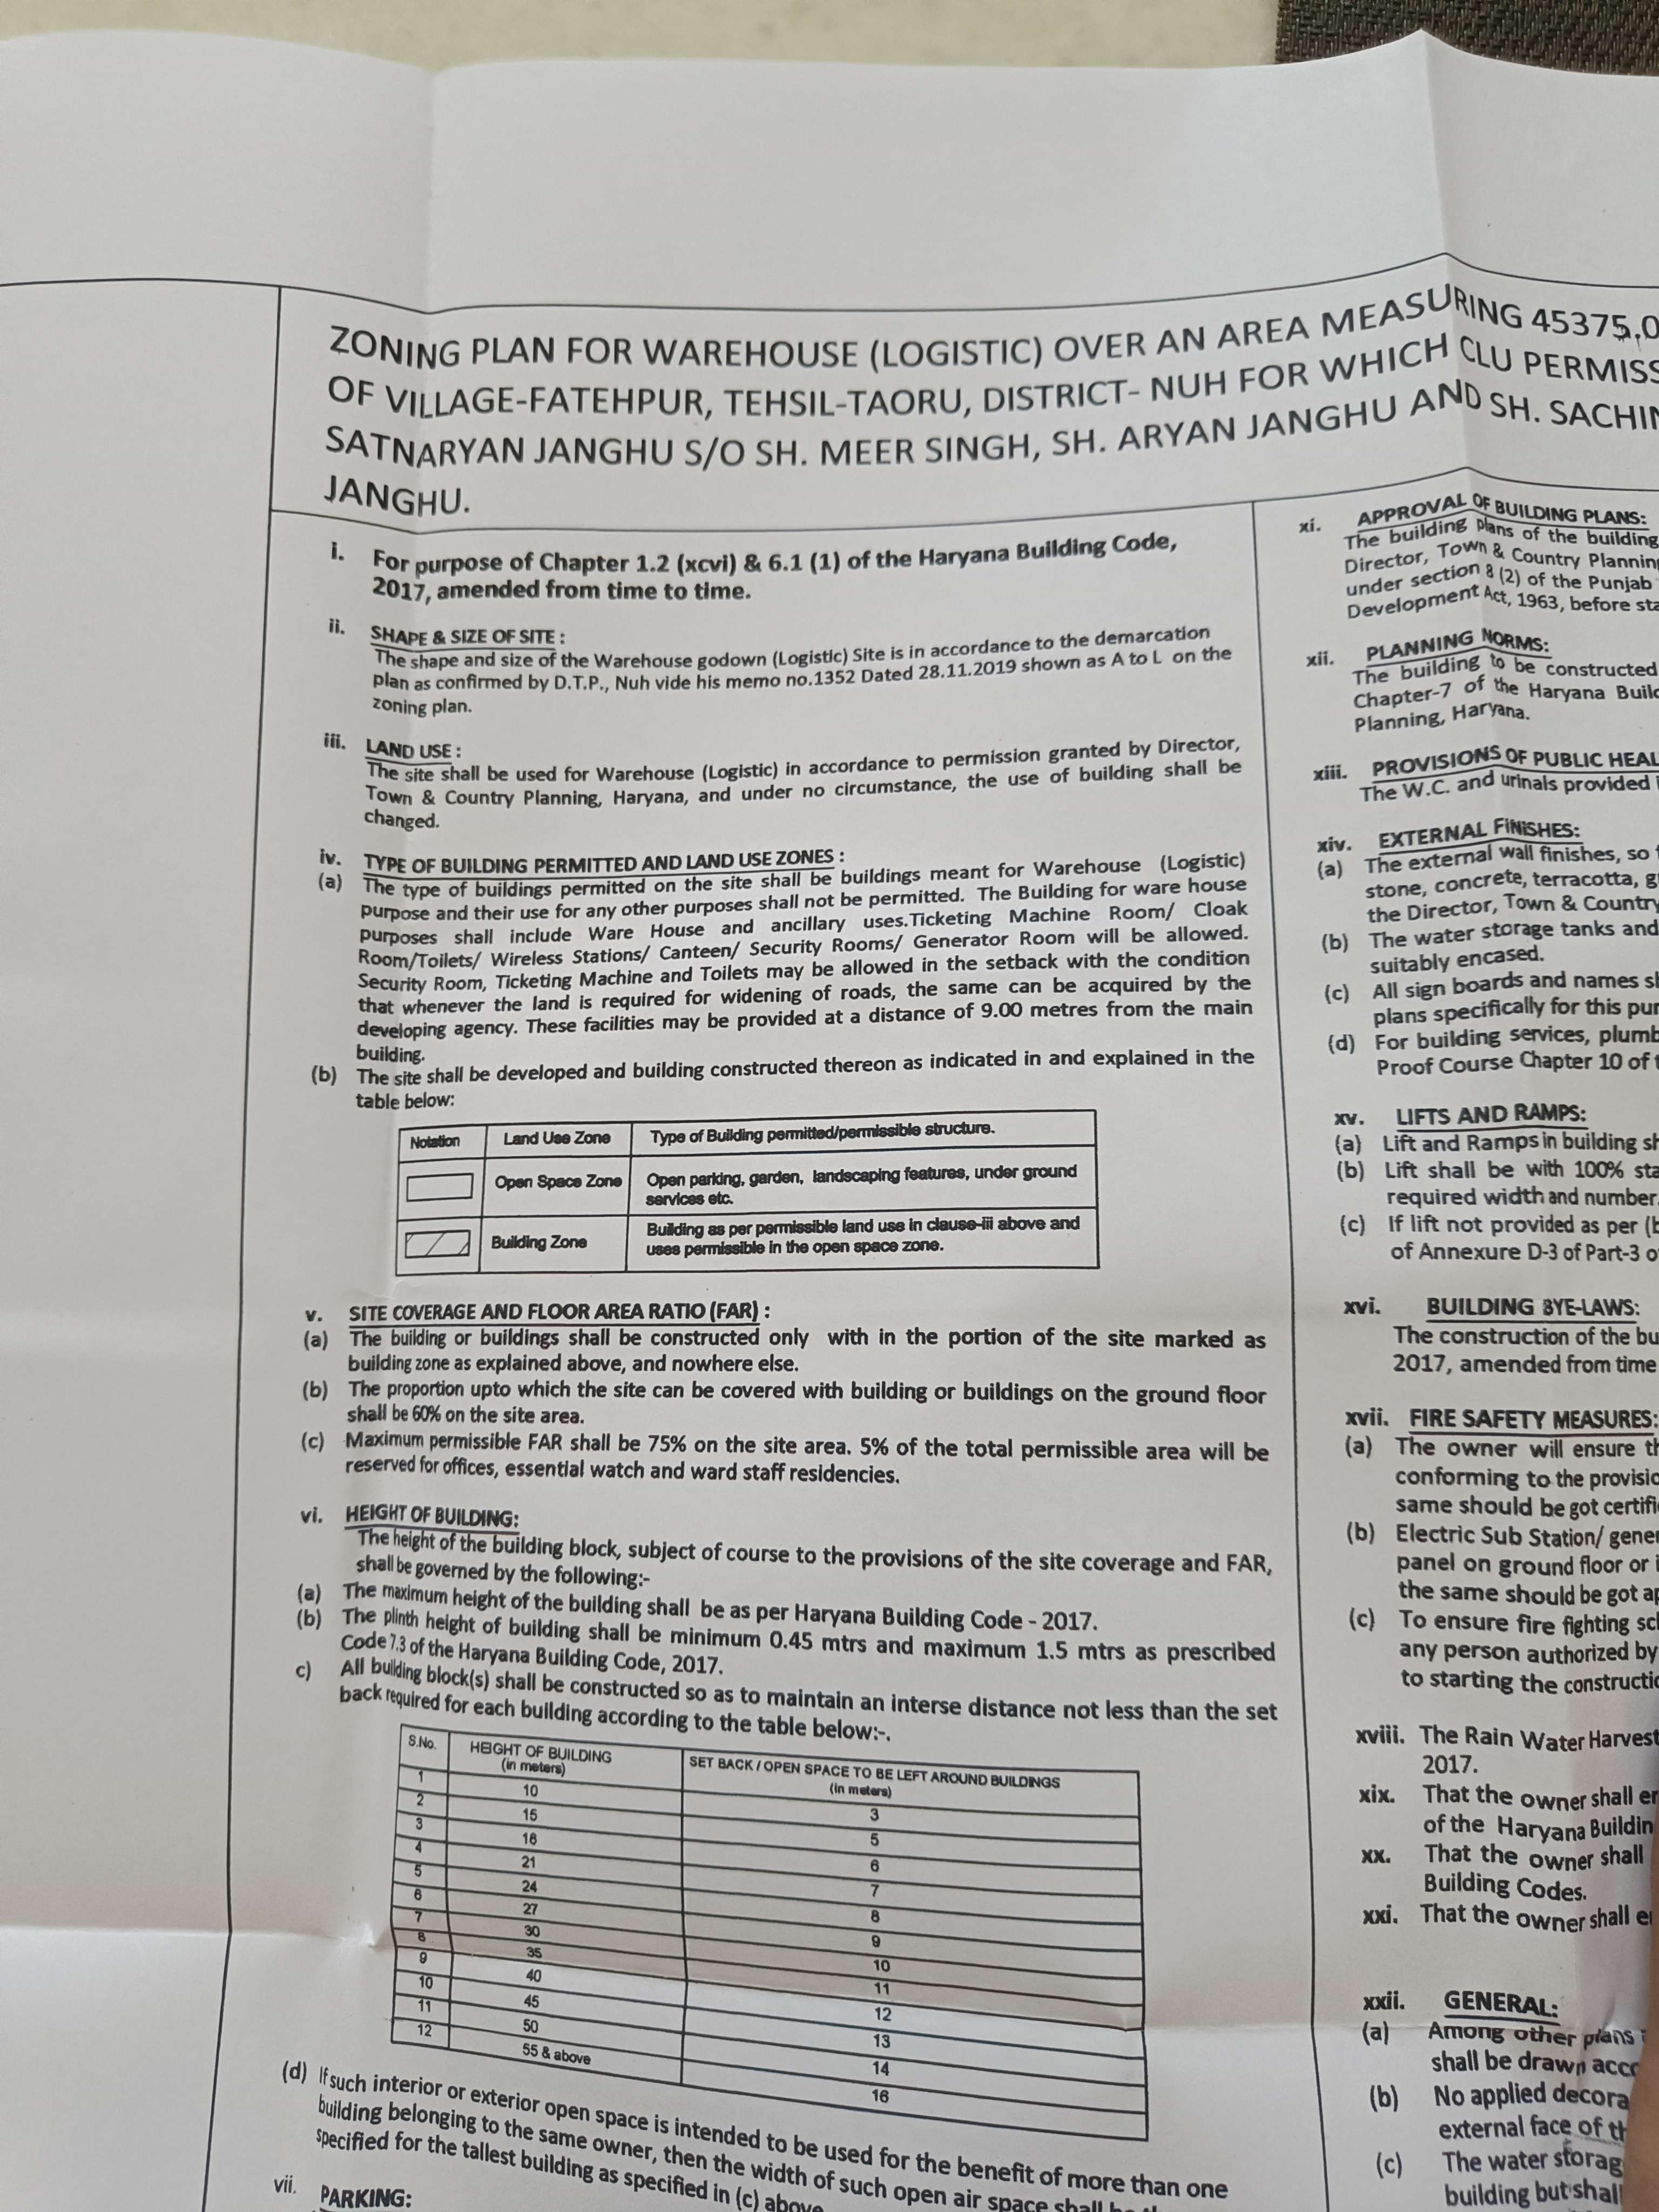 ZONING PLAN FOR WAREHOUSE (LOGISTIC) OVER AN AREA MEASURING 45375.0
OF VILLAGE-FATEHPUR, TEHSIL-TAORU, DISTRICT- NUH FOR WHICH CLU PERMISS
SATNARYAN JANGHU S/O SH. MEER SINGH, SH. ARYAN JANGHU AND SH. SACHIN
JANGHU.
i. For purpose of Chapter 1.2 (xcvi) & 6.1 (1) of the Haryana Building Code,
2017, amended from time to time.
ii. SHAPE & SIZE OF SITE :
The shape and size of the Warehouse godown (Logistic) Site is in accordance to the demarcation
plan as confirmed by D.T.P., Nuh vide his memo no.1352 Dated 28.11.2019 shown as A to L on the
zoning plan.
iii. LAND USE :
The site shall be used for Warehouse (Logistic) in accordance to permission granted by Director,
Town & Country Planning, Haryana, and under no circumstance, the use of building shall be
changed.
iv. TYPE OF BUILDING PERMITTED AND LAND USE ZONES :
(a) The type of buildings permitted on the site shall be buildings meant for Warehouse (Logistic)
purpose and their use for any other purposes shall not be permitted. The Building for ware house
purposes shall include Ware House and ancillary uses.Ticketing Machine Room/ Cloak
Room/Toilets/ Wireless Stations/ Canteen/ Security Rooms/ Generator Room will be allowed.
Security Room, Ticketing Machine and Toilets may be allowed in the setback with the condition
that whenever the land is required for widening of roads, the same can be acquired by the
developing agency. These facilities may be provided at a distance of 9.00 metres from the main
building.
(b) The site shall be developed and building constructed thereon as indicated in and explained in the
table below:
Notation Land Use Zone Type of Building permitted/permissible structure.
Open Space Zone Open parking, garden, landscaping features, under ground
services etc.
Building Zone Building as per permissible land use in clause-iii above and
uses permissible in the open space zone.
v. SITE COVERAGE AND FLOOR AREA RATIO (FAR) :
(a) The building or buildings shall be constructed only with in the portion of the site marked as
building zone as explained above, and nowhere else.
(b) The proportion upto which the site can be covered with building or buildings on the ground floor
shall be 60% on the site area.
(c) Maximum permissible FAR shall be 75% on the site area. 5% of the total permissible area will be
reserved for offices, essential watch and ward staff residencies.
vi. HEIGHT OF BUILDING:
The height of the building block, subject of course to the provisions of the site coverage and FAR,
shall be governed by the following:-
(a) The maximum height of the building shall be as per Haryana Building Code - 2017.
(b) The plinth height of building shall be minimum 0.45 mtrs and maximum 1.5 mtrs as prescribed
Code 7.3 of the Haryana Building Code, 2017.
c) All building block(s) shall be constructed so as to maintain an interse distance not less than the set
back required for each building according to the table below:-.
S.No. HEIGHT OF BUILDING (in meters) SET BACK / OPEN SPACE TO BE LEFT AROUND BUILDINGS (in meters)
1 10 3
2 15 5
3 18 6
4 21 7
5 24 8
6 27 9
7 30 10
8 35 11
9 40 12
10 45 13
11 50 14
12 55 & above 16
(d) If such interior or exterior open space is intended to be used for the benefit of more than one
building belonging to the same owner, then the width of such open air space shall
specified for the tallest building as specified in (c) above
vii. PARKING:
xi. APPROVAL OF BUILDING PLANS:
The building plans of the building
Director, Town & Country Planning
under section 8 (2) of the Punjab
Development Act, 1963, before sta
xii. PLANNING NORMS:
The building to be constructed
Chapter-7 of the Haryana Build
Planning, Haryana.
xiii. PROVISIONS OF PUBLIC HEAL
The W.C. and urinals provided
xiv. EXTERNAL FINISHES:
(a) The external wall finishes, so
stone, concrete, terracotta, g
the Director, Town & Country
(b) The water storage tanks and
suitably encased.
(c) All sign boards and names sh
plans specifically for this pur
(d) For building services, plumb
Proof Course Chapter 10 of
xv. LIFTS AND RAMPS:
(a) Lift and Ramps in building sh
(b) Lift shall be with 100% sta
required width and number.
(c) If lift not provided as per (b
of Annexure D-3 of Part-3 o
xvi. BUILDING BYE-LAWS:
The construction of the bu
2017, amended from time
xvii. FIRE SAFETY MEASURES:
(a) The owner will ensure th
conforming to the provisio
same should be got certifi
(b) Electric Sub Station/ gener
panel on ground floor or
the same should be got ap
(c) To ensure fire fighting sch
any person authorized by
to starting the constructio
xviii. The Rain Water Harvest
2017.
xix. That the owner shall en
of the Haryana Buildin
xx. That the owner shall
Building Codes.
xxi. That the owner shall e
xxii. GENERAL:
(a) Among other plans
shall be drawn acco
(b) No applied decora
external face of th
(c) The water storag
building but shall